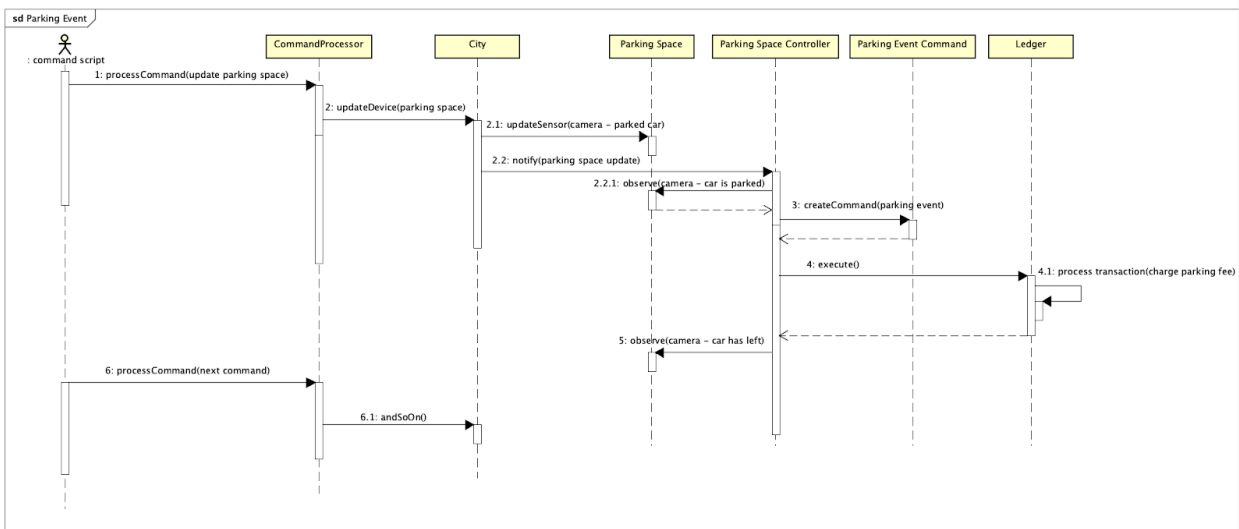 sd Parking Event
: command script
CommandProcessor
City
Parking Space
Parking Space Controller
Parking Event Command
Ledger
1: processCommand(update parking space)
2: updateDevice(parking space)
2.1: updateSensor(camera - parked car)
2.2: notify(parking space update)
2.2.1: observe(camera - car is parked)
3: createCommand(parking event)
4: execute()
4.1: process transaction(charge parking fee)
5: observe(camera - car has left)
6: processCommand(next command)
6.1: andSoOn()